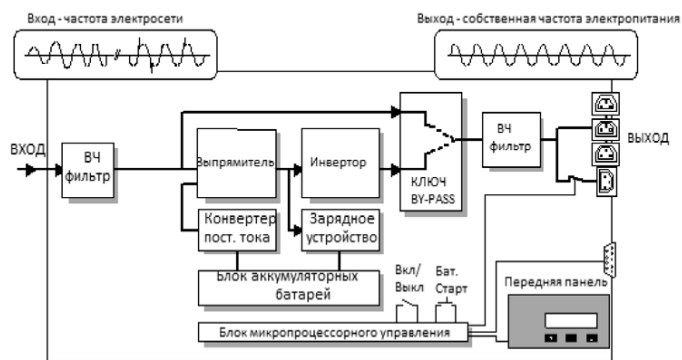 Вход - частота электросети
Выход - собственная частота электропитания
ВХОД
ВЧ
фильтр
Выпрямитель
Инвертор
КЛЮЧ
BY-PASS
ВЧ
фильтр
ВЫХОД
Конвертер
пост. тока
Зарядное
устройство
Блок аккумуляторных
батарей
Вкл/
Выкл
Бат.
Старт
Передняя панель
Блок микропроцессорного управления